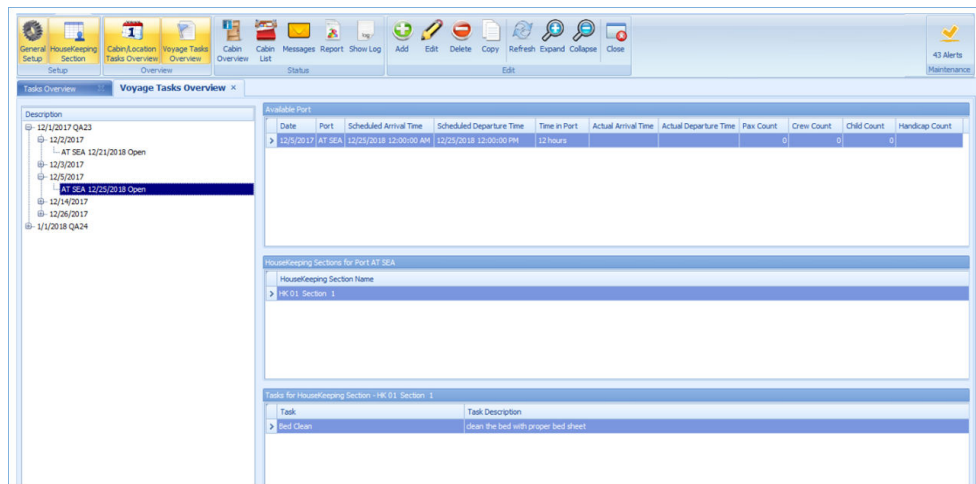 General Setup HouseKeeping Section Cabin/Location Tasks Overview Voyage Tasks Overview Cabin Overview Cabin List Messages Report Show Log Add Edit Delete Copy Refresh Expand Collapse Close 43 Alerts
Setup Overview Status Edit Maintenance
Tasks Overview Voyage Tasks Overview ×
Description
12/1/2017 QA23
12/2/2017
AT SEA 12/21/2018 Open
12/3/2017
12/5/2017
AT SEA 12/25/2018 Open
12/14/2017
12/26/2017
1/1/2018 QA24
Available Port
Date Port Scheduled Arrival Time Scheduled Departure Time Time in Port Actual Arrival Time Actual Departure Time Pax Count Crew Count Child Count Handicap Count
12/5/2017 AT SEA 12/25/2018 12:00:00 AM 12/25/2018 12:00:00 PM 12 hours 0 0 0
HouseKeeping Sections for Port AT SEA
HouseKeeping Section Name
HK 01 Section 1
Tasks for HouseKeeping Section - HK 01 Section 1
Task Task Description
Bed Clean clean the bed with proper bed sheet